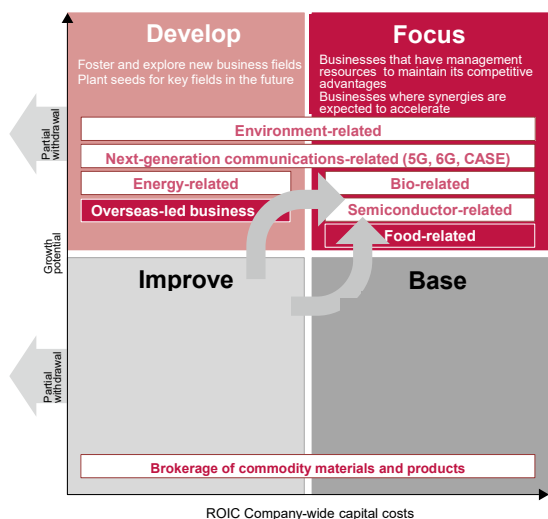 Develop
Foster and explore new business fields
Plant seeds for key fields in the future
Focus
Businesses that have management
resources to maintain its competitive
advantages
Businesses where synergies are
expected to accelerate
Partial
withdrawal
Environment-related
Next-generation communications-related (5G, 6G, CASE)
Energy-related
Bio-related
Overseas-led business
Semiconductor-related
Food-related
Growth
potential
Improve
Base
Partial
withdrawal
Brokerage of commodity materials and products
ROIC Company-wide capital costs